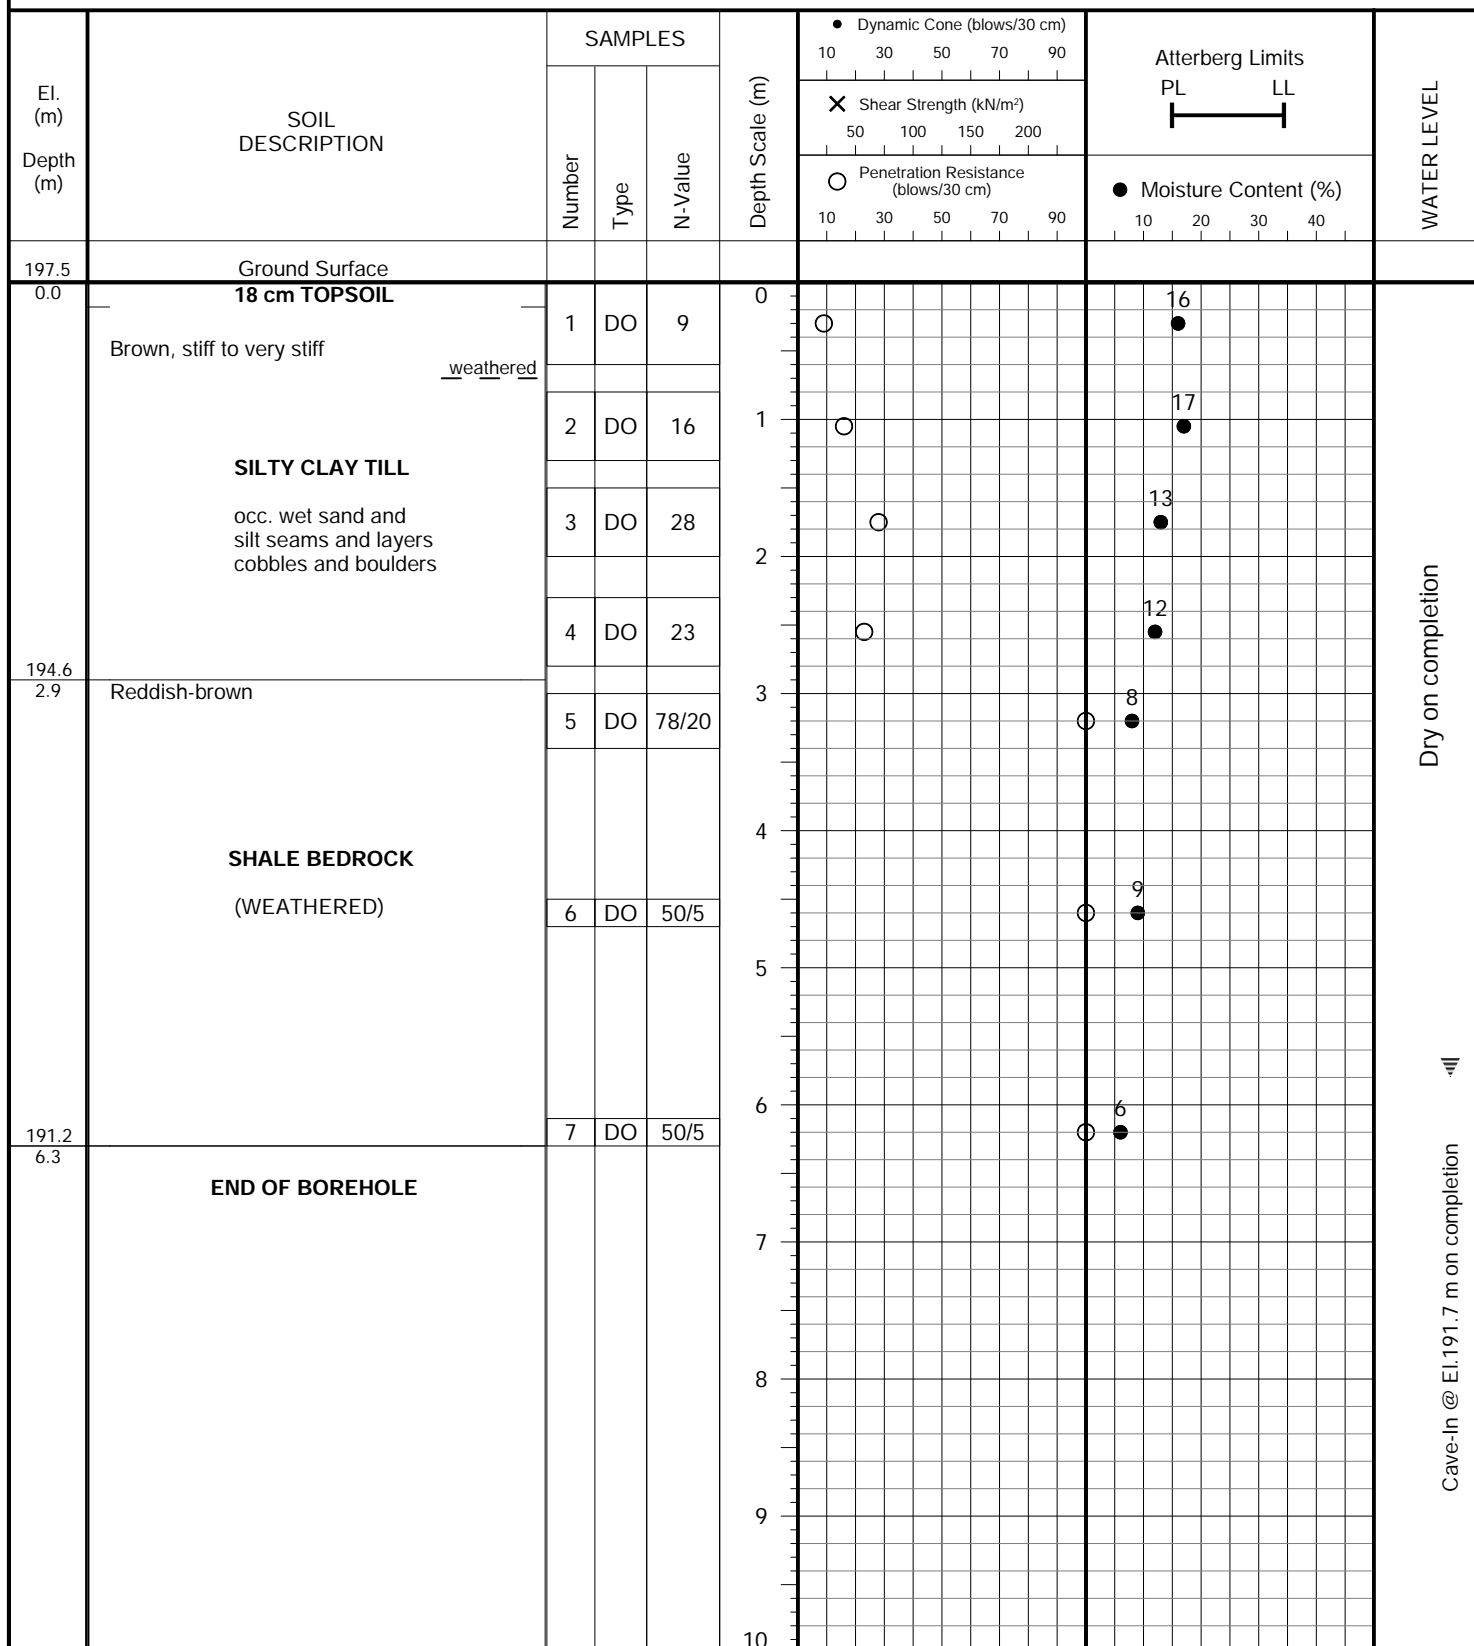 El.
(m)
Depth
(m)
SOIL
DESCRIPTION
SAMPLES
Number
Type
N-Value
Depth Scale (m)
Dynamic Cone (blows/30 cm)
10 30 50 70 90
Shear Strength (kN/m²)
50 100 150 200
Penetration Resistance
(blows/30 cm)
10 30 50 70 90
Atterberg Limits
PL LL
Moisture Content (%)
10 20 30 40
WATER LEVEL
197.5 Ground Surface
0.0 18 cm TOPSOIL 0
16
1 DO 9
Brown, stiff to very stiff
weathered
17
1
2 DO 16
SILTY CLAY TILL
13
occ. wet sand and
3 DO 28
silt seams and layers
cobbles and boulders
2
12
4 DO 23
194.6
2.9 Reddish-brown 3
8
5 DO 78/20
4
SHALE BEDROCK
9
(WEATHERED)
6 DO 50/5
5
6
6
7 DO 50/5
191.2
6.3
END OF BOREHOLE
7
8
9
10
Dry on completion
Cave-In @ El.191.7 m on completion